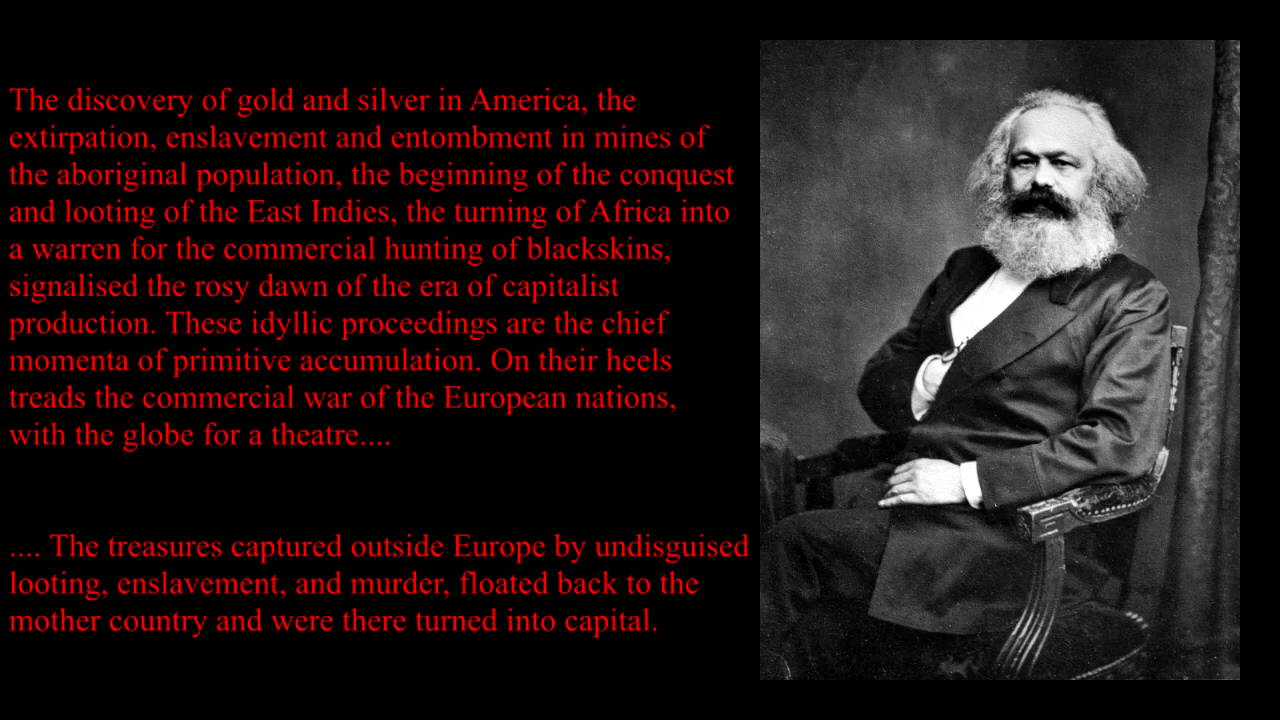 The discovery of gold and silver in America, the
extirpation, enslavement and entombment in mines of
the aboriginal population, the beginning of the conquest
and looting of the East Indies, the turning of Africa into
a warren for the commercial hunting of blackskins,
signalised the rosy dawn of the era of capitalist
production. These idyllic proceedings are the chief
momenta of primitive accumulation. On their heels
treads the commercial war of the European nations,
with the globe for a theatre....
.... The treasures captured outside Europe by undisguised
looting, enslavement, and murder, floated back to the
mother country and were there turned into capital.